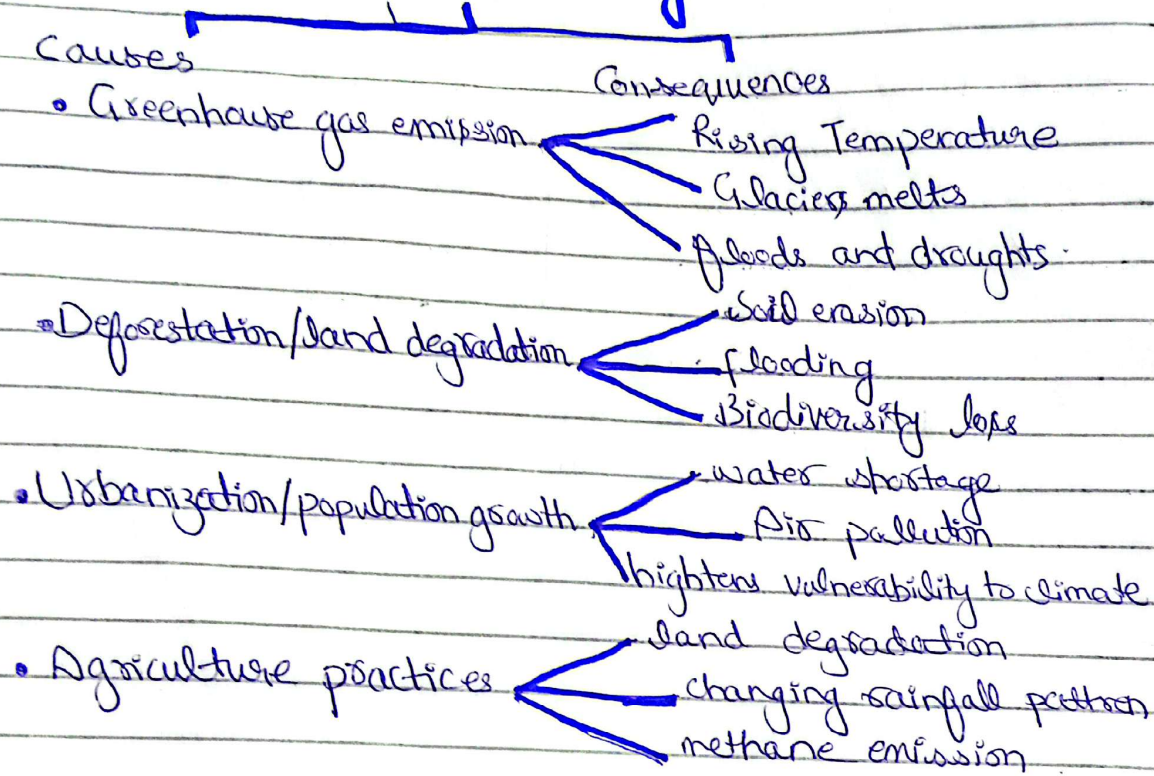 Causes
Consequences
• Greenhouse gas emission
Rising Temperature
Glaciers melts
floods and droughts.
• Deforestation/land degradation
Soil erosion
flooding
Biodiversity loss
• Urbanization/population growth
water shortage
Air pollution
hightens vulnerability to climate
• Agriculture practices
land degradation
changing rainfall pattren
methane emission